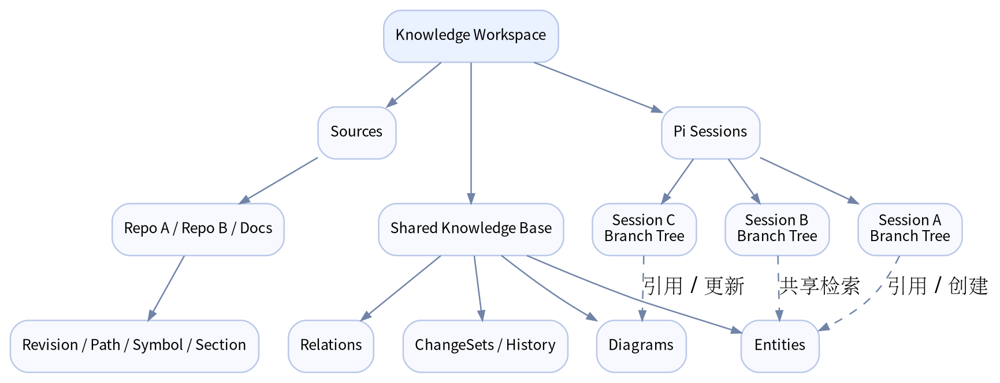 Knowledge Workspace
Sources
Pi Sessions
Repo A / Repo B / Docs
Shared Knowledge Base
Session C
Branch Tree
Session B
Branch Tree
Session A
Branch Tree
引用 / 更新
共享检索
引用 / 创建
Revision / Path / Symbol / Section
Relations
ChangeSets / History
Diagrams
Entities